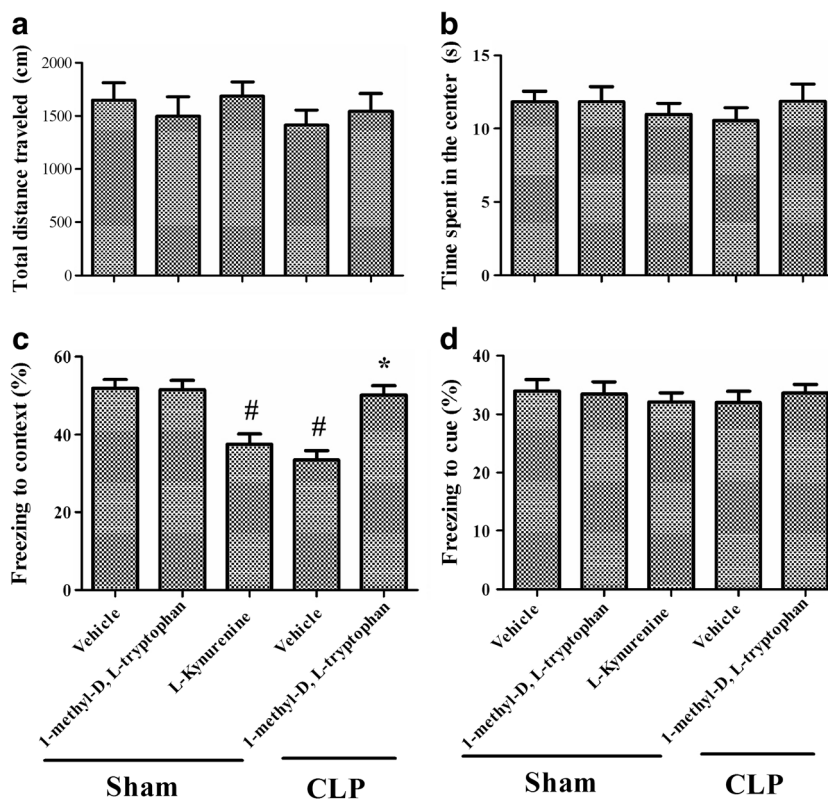 a
Total distance traveled (cm)
2000
1500
1000
500
0
b
Time spent in the center (s)
15
10
5
0
c
Freezing to context (%)
60
40
20
0
#
#
*
Vehicle
1-methyl-D, L-tryptophan
L-Kynurenine
Vehicle
1-methyl-D, L-tryptophan
Sham
CLP
d
Freezing to cue (%)
40
30
20
10
0
Vehicle
1-methyl-D, L-tryptophan
L-Kynurenine
Vehicle
1-methyl-D, L-tryptophan
Sham
CLP